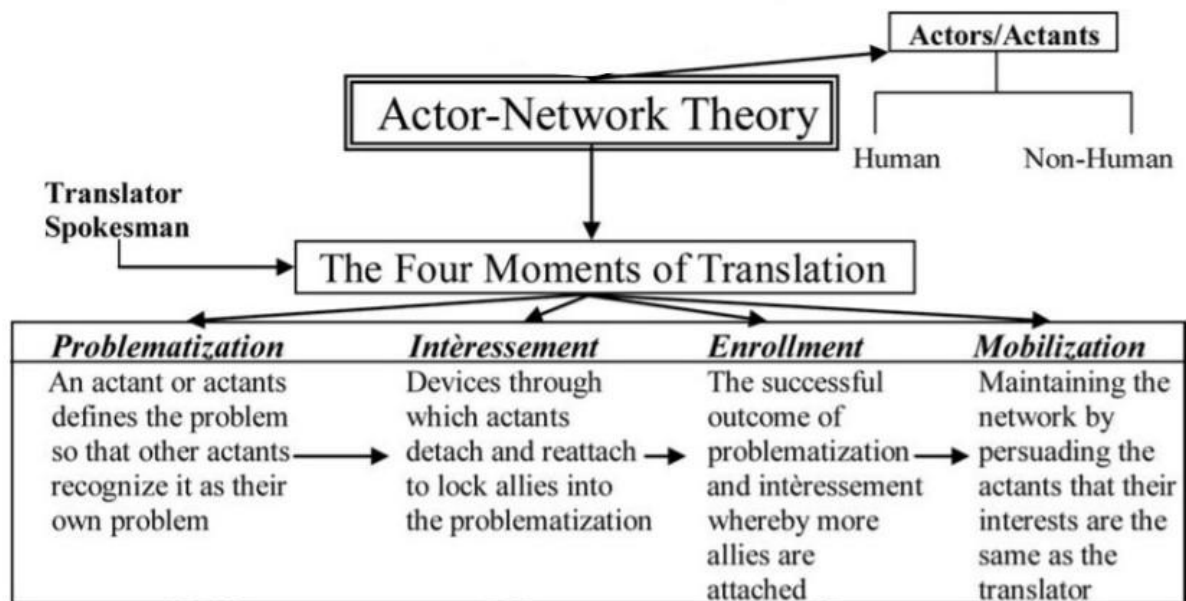 Actors/Actants
Actor-Network Theory
Human
Non-Human
Translator
Spokesman
The Four Moments of Translation
Problematization
An actant or actants
defines the problem
so that other actants
recognize it as their
own problem
Intèressement
Devices through
which actants
detach and reattach
to lock allies into
the problematization
Enrollment
The successful
outcome of
problematization
and intèressement
whereby more
allies are
attached
Mobilization
Maintaining the
network by
persuading the
actants that their
interests are the
same as the
translator